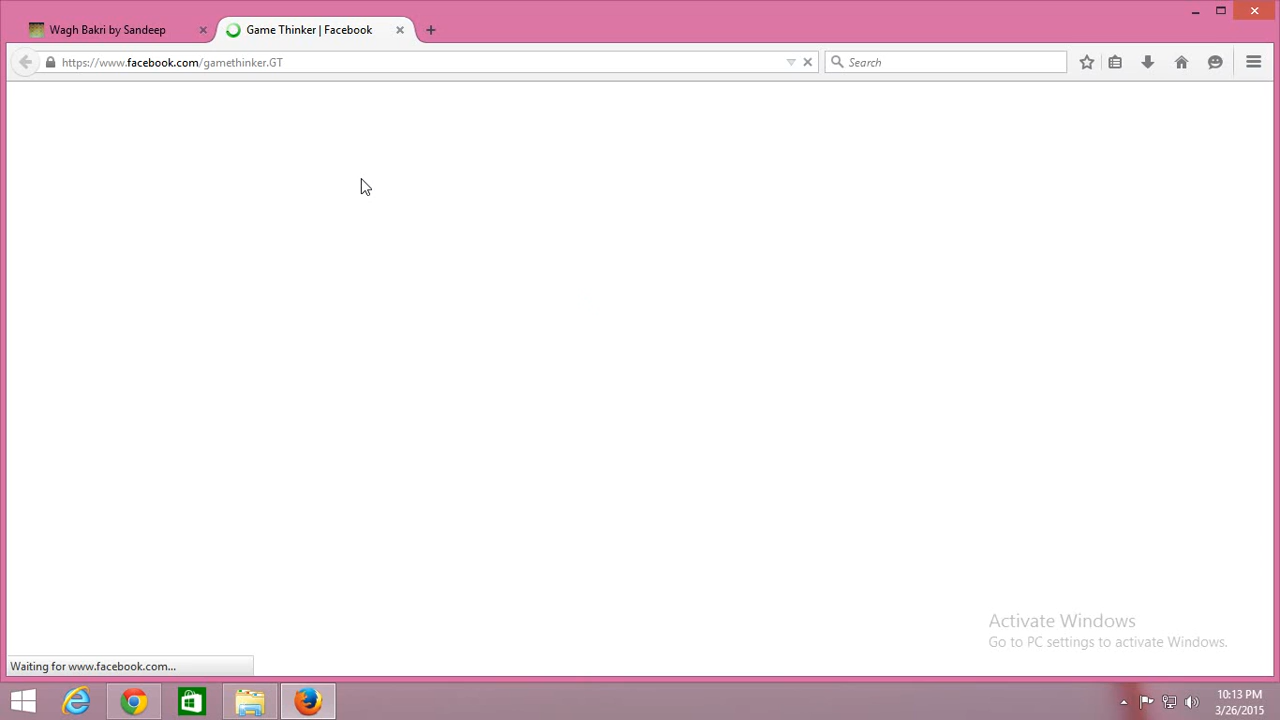 Wagh Bakri by Sandeep
Game Thinker | Facebook
https://www.facebook.com/gamethinker.GT
Search
Activate Windows
Go to PC settings to activate Windows.
Waiting for www.facebook.com...
10:13 PM
3/26/2015